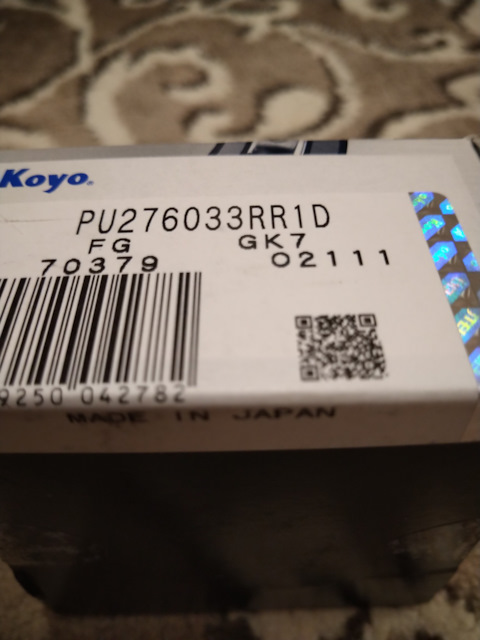 Koyo
PU276033RR1D
FG GK7
70379 02111
9250 042782
MADE IN JAPAN